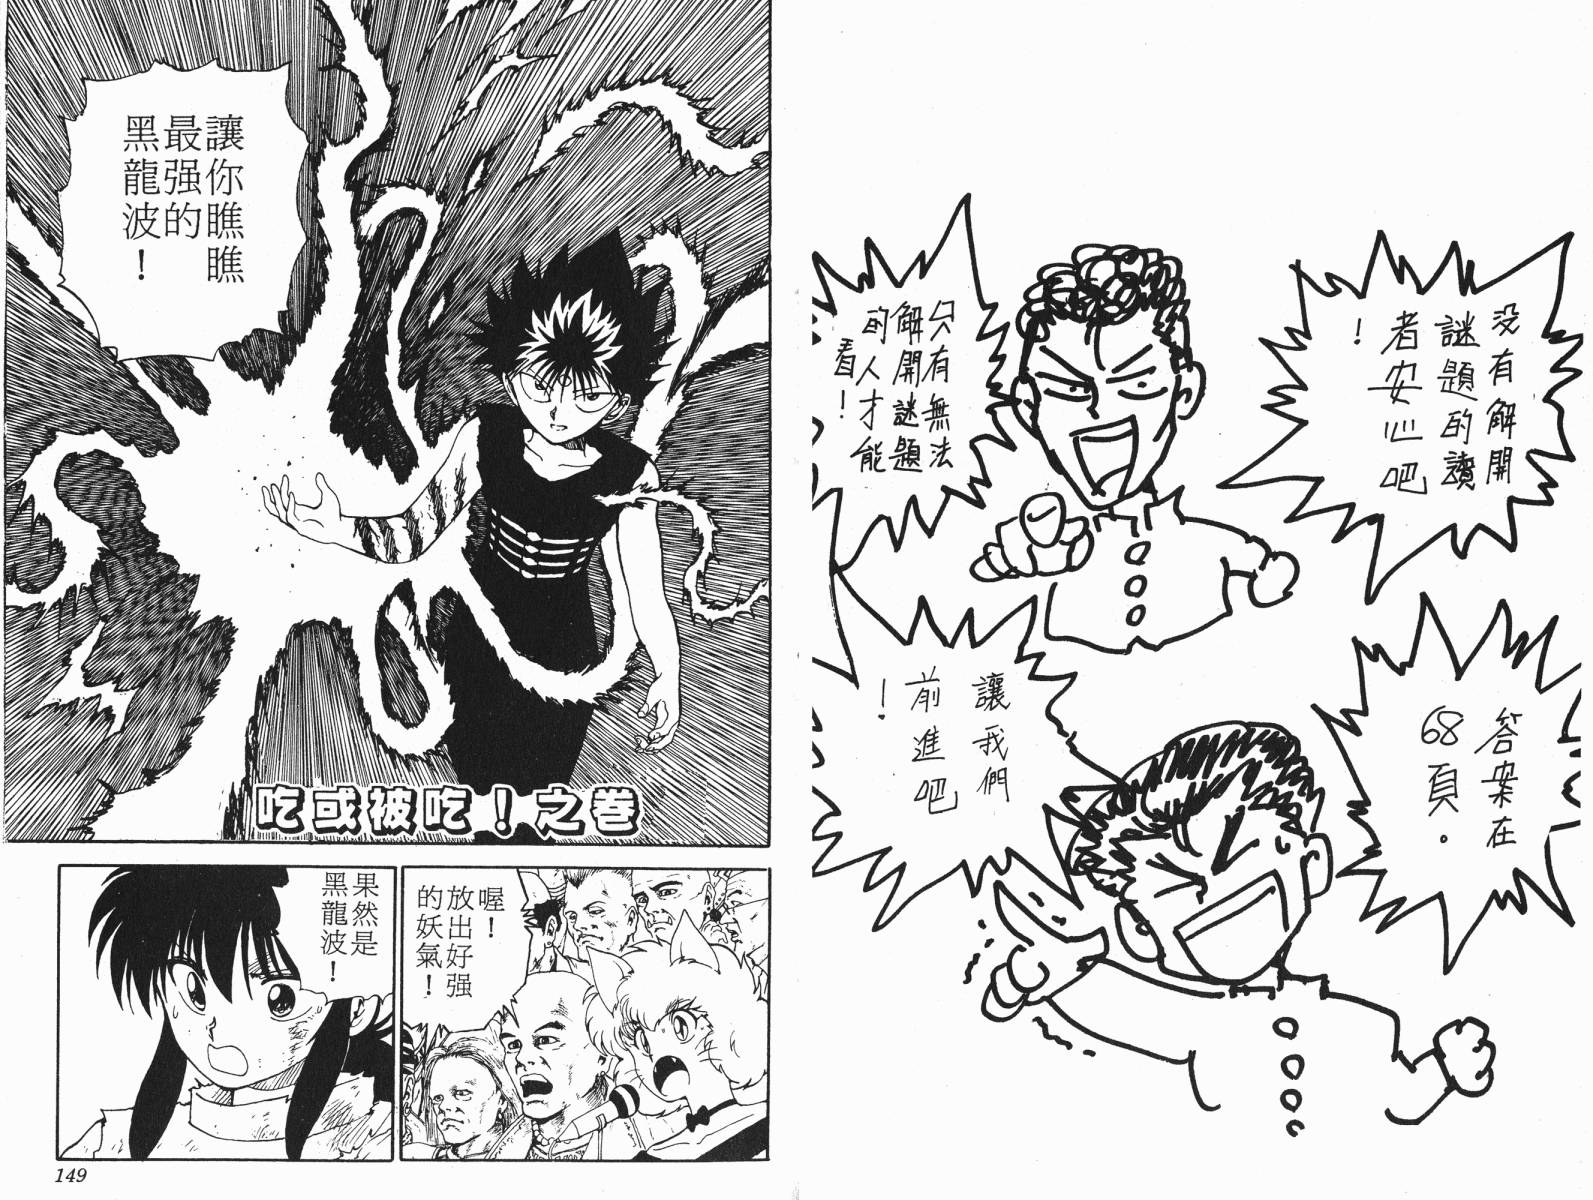 没有解開
謎題的讀
者安心吧
！
只有無法
解開謎題
的人才能
看！
答案在
68頁。
讓我們
前進吧
！
讓你瞧瞧
最强的
黑龍波！
吃或被吃！之卷
喔！
放出好强
的妖氣！
果然是
黑龍波！
149